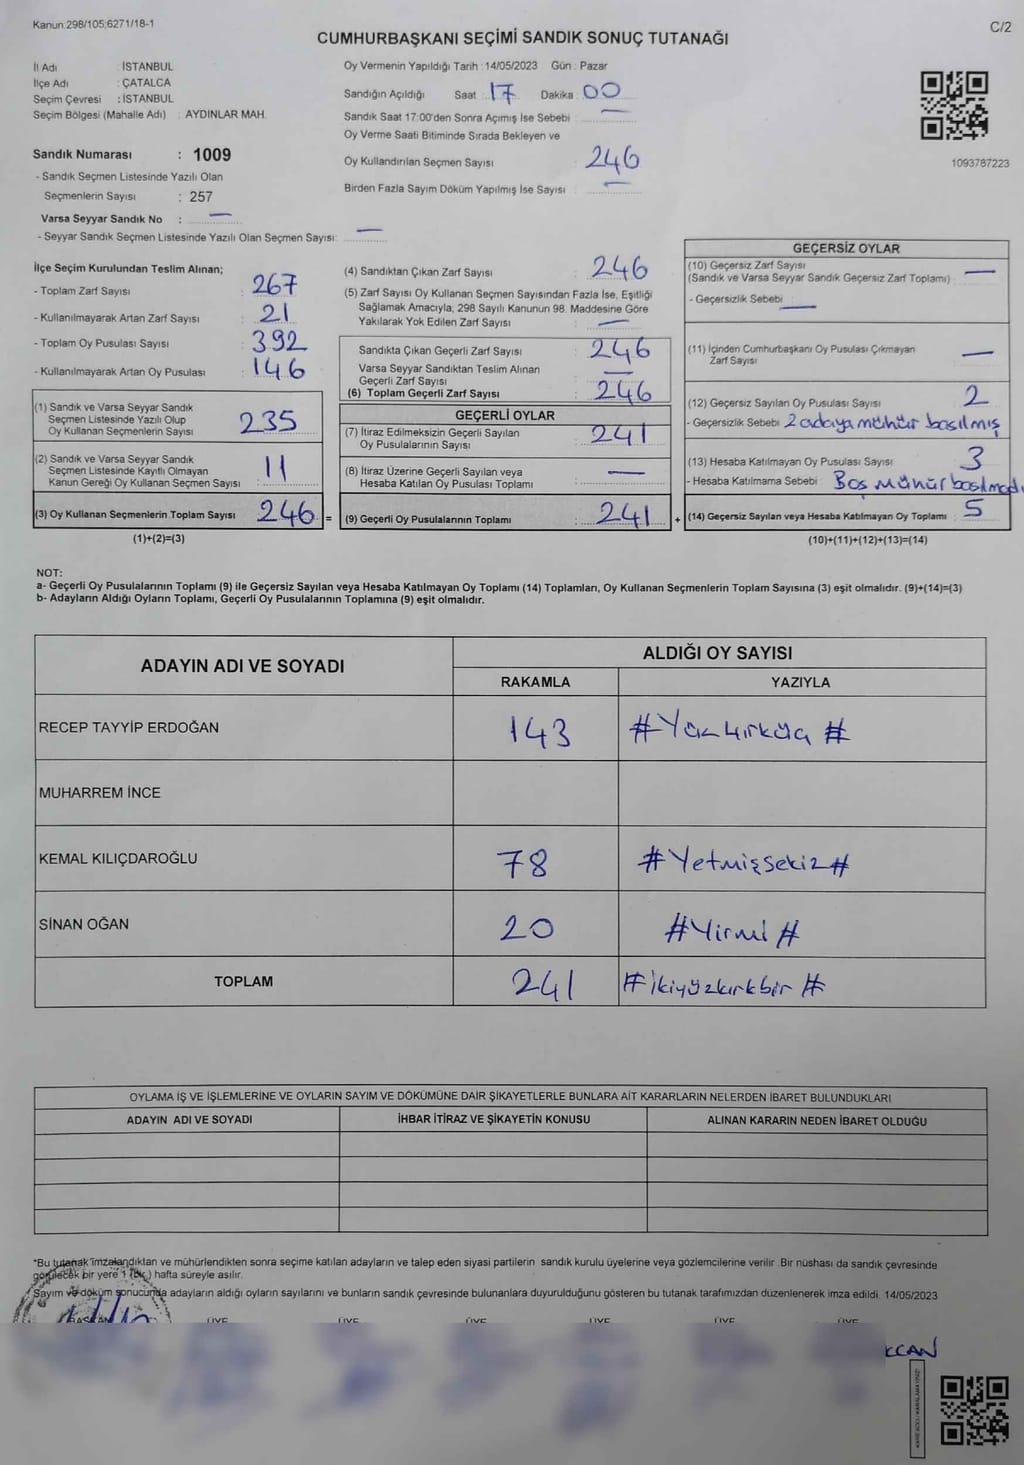 Kanun.298/105;6271/18-1
C/2
CUMHURBAŞKANI SEÇİMİ SANDIK SONUÇ TUTANAĞI
İl Adı : İSTANBUL
İlçe Adı : ÇATALCA
Seçim Çevresi : İSTANBUL
Seçim Bölgesi (Mahalle Adı) : AYDINLAR MAH.
Sandık Numarası : 1009
- Sandık Seçmen Listesinde Yazılı Olan
Seçmenlerin Sayısı : 257
Varsa Seyyar Sandık No : —
- Seyyar Sandık Seçmen Listesinde Yazılı Olan Seçmen Sayısı: —
Oy Vermenin Yapıldığı Tarih :14/05/2023 Gün : Pazar
Sandığın Açıldığı Saat : 17 Dakika : 00
Sandık Saat 17:00'den Sonra Açımış İse Sebebi : —
Oy Verme Saati Bitiminde Sırada Bekleyen ve
Oy Kullandırılan Seçmen Sayısı : 246
Birden Fazla Sayım Döküm Yapılmış İse Sayısı : —
1093787223
İlçe Seçim Kurulundan Teslim Alınan;
- Toplam Zarf Sayısı : 267
- Kullanılmayarak Artan Zarf Sayısı : 21
- Toplam Oy Pusulası Sayısı : 392
- Kullanılmayarak Artan Oy Pusulası : 146
(1) Sandık ve Varsa Seyyar Sandık
Seçmen Listesinde Yazılı Olup
Oy Kullanan Seçmenlerin Sayısı : 235
(2) Sandık ve Varsa Seyyar Sandık
Seçmen Listesinde Kayıtlı Olmayan
Kanun Gereği Oy Kullanan Seçmen Sayısı : 11
(3) Oy Kullanan Seçmenlerin Toplam Sayısı : 246 =
(1)+(2)=(3)
(4) Sandıktan Çıkan Zarf Sayısı : 246
(5) Zarf Sayısı Oy Kullanan Seçmen Sayısından Fazla İse, Eşitliği
Sağlamak Amacıyla, 298 Sayılı Kanunun 98. Maddesine Göre
Yakılarak Yok Edilen Zarf Sayısı : —
Sandıkta Çıkan Geçerli Zarf Sayısı : 246
Varsa Seyyar Sandıktan Teslim Alınan
Geçerli Zarf Sayısı : —
(6) Toplam Geçerli Zarf Sayısı : 246
GEÇERLİ OYLAR
(7) İtiraz Edilmeksizin Geçerli Sayılan
Oy Pusulalarının Sayısı : 241
(8) İtiraz Üzerine Geçerli Sayılan veya
Hesaba Katılan Oy Pusulası Toplamı : —
(9) Geçerli Oy Pusulalarının Toplamı : 241 +
GEÇERSİZ OYLAR
(10) Geçersiz Zarf Sayısı
(Sandık ve Varsa Seyyar Sandık Geçersiz Zarf Toplamı) : —
- Geçersizlik Sebebi : —
(11) İçinden Cumhurbaşkanı Oy Pusulası Çıkmayan
Zarf Sayısı : —
(12) Geçersiz Sayılan Oy Pusulası Sayısı : 2
- Geçersizlik Sebebi : 2 adaya mühür basılmış
(13) Hesaba Katılmayan Oy Pusulası Sayısı : 3
- Hesaba Katılmama Sebebi : Boş mühür basılmadı
(14) Geçersiz Sayılan veya Hesaba Katılmayan Oy Toplamı : 5
(10)+(11)+(12)+(13)=(14)
NOT:
a- Geçerli Oy Pusulalarının Toplamı (9) ile Geçersiz Sayılan veya Hesaba Katılmayan Oy Toplamı (14) Toplamları, Oy Kullanan Seçmenlerin Toplam Sayısına (3) eşit olmalıdır. (9)+(14)=(3)
b- Adayların Aldığı Oyların Toplamı, Geçerli Oy Pusulalarının Toplamına (9) eşit olmalıdır.
ADAYIN ADI VE SOYADI ALDIĞI OY SAYISI
RAKAMLA YAZIYLA
RECEP TAYYİP ERDOĞAN 143 #Yüzkırküç#
MUHARREM İNCE
KEMAL KILIÇDAROĞLU 78 #Yetmişsekiz#
SİNAN OĞAN 20 #Yirmi#
TOPLAM 241 #ikiyüzkırkbir#
OYLAMA İŞ VE İŞLEMLERİNE VE OYLARIN SAYIM VE DÖKÜMÜNE DAİR ŞİKAYETLERLE BUNLARA AİT KARARLARIN NELERDEN İBARET BULUNDUKLARI
ADAYIN ADI VE SOYADI İHBAR İTİRAZ VE ŞİKAYETİN KONUSU ALINAN KARARIN NEDEN İBARET OLDUĞU
*Bu tutanak imzalandıktan ve mühürlendikten sonra seçime katılan adayların ve talep eden siyasi partilerin sandık kurulu üyelerine veya gözlemcilerine verilir. Bir nüshası da sandık çevresinde
görülecek bir yere 1 (bir) hafta süreyle asılır.
Sayım ve döküm sonucunda adayların aldığı oyların sayılarını ve bunların sandık çevresinde bulunanlara duyurulduğunu gösteren bu tutanak tarafımızdan düzenlenerek imza edildi. 14/05/2023
BAŞKAN ÜYE ÜYE ÜYE ÜYE ÜYE ÜYE